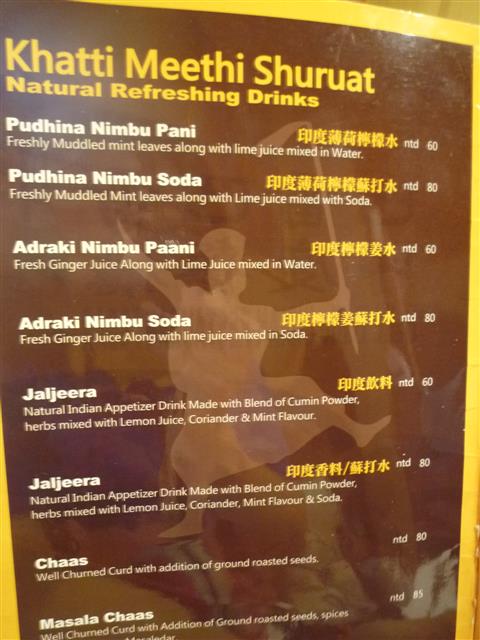 Khatti Meethi Shuruat
Natural Refreshing Drinks
Pudhina Nimbu Pani 印度薄荷檸檬水 ntd 60
Freshly Muddled mint leaves along with lime juice mixed in Water.
Pudhina Nimbu Soda 印度薄荷檸檬蘇打水 ntd 80
Freshly Muddled Mint leaves along with Lime juice mixed with Soda.
Adraki Nimbu Paani 印度檸檬姜水 ntd 60
Fresh Ginger Juice Along with Lime Juice mixed in Water.
Adraki Nimbu Soda 印度檸檬姜蘇打水 ntd 80
Fresh Ginger Juice Along with lime juice mixed in Soda.
Jaljeera 印度飲料 ntd 60
Natural Indian Appetizer Drink Made with Blend of Cumin Powder,
herbs mixed with Lemon Juice, Coriander & Mint Flavour.
Jaljeera 印度香料/蘇打水 ntd 80
Natural Indian Appetizer Drink Made with Blend of Cumin Powder,
herbs mixed with Lemon Juice, Coriander, Mint Flavour & Soda.
Chaas ntd 80
Well Churned Curd with addition of ground roasted seeds.
Masala Chaas ntd 85
Well Churned Curd with Addition of Ground roasted seeds, spices